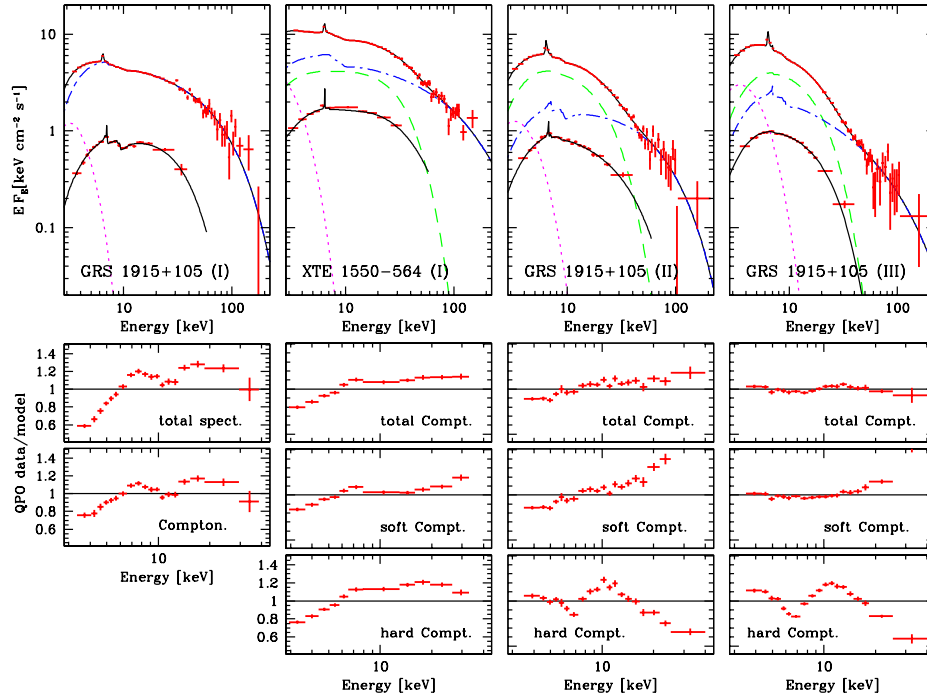 10
1
0.1
E F_E [keV cm⁻² s⁻¹]
GRS 1915+105 (I)
XTE 1550−564 (I)
GRS 1915+105 (II)
GRS 1915+105 (III)
10 100
10 100
10 100
10 100
Energy [keV]
Energy [keV]
Energy [keV]
Energy [keV]
QPO data/model
1.4
1.2
1
0.8
0.6
total spect.
total Compt.
total Compt.
total Compt.
1.4
1.2
1
0.8
0.6
Compton.
soft Compt.
soft Compt.
soft Compt.
10
Energy [keV]
1.4
1.2
1
0.8
0.6
hard Compt.
hard Compt.
hard Compt.
10
10
10
Energy [keV]
Energy [keV]
Energy [keV]